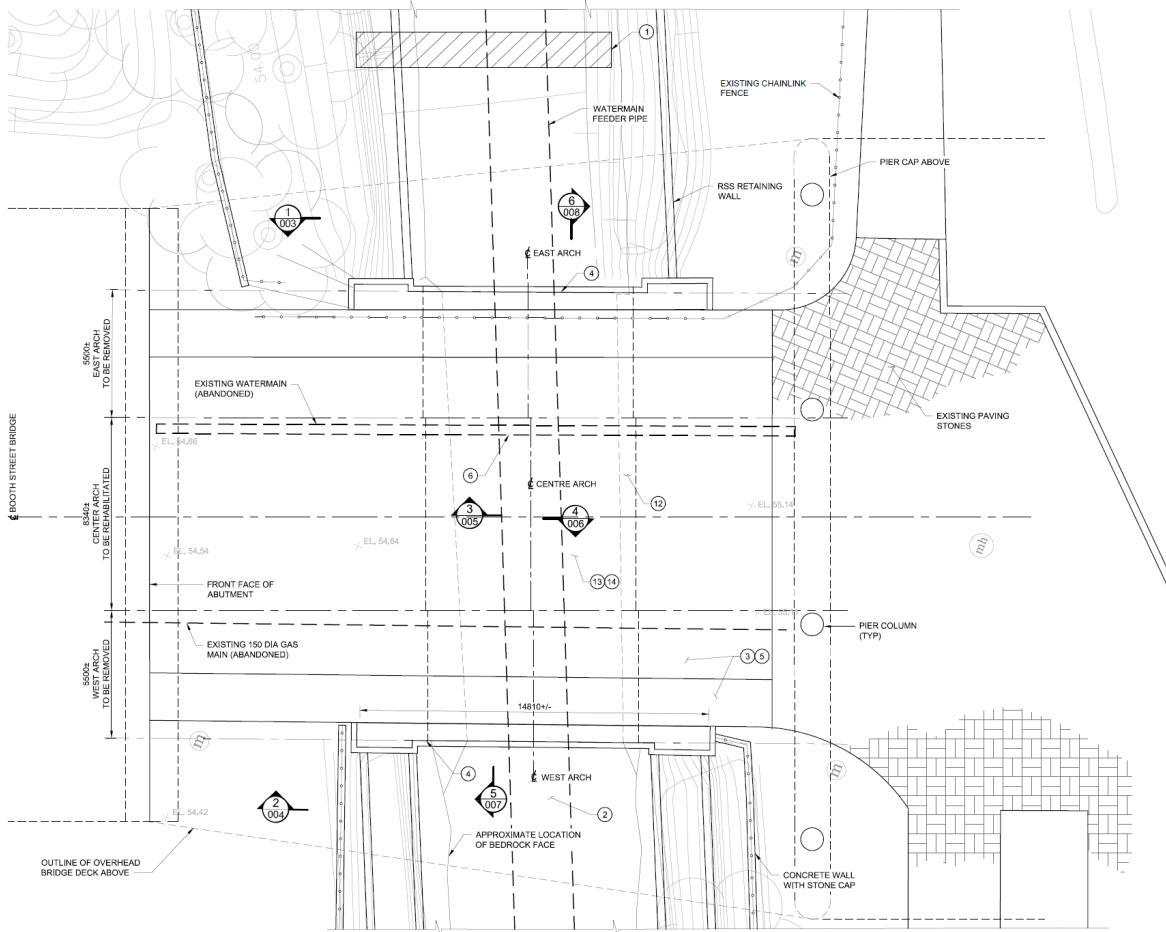 1
54.00
EXISTING CHAINLINK
FENCE
WATERMAIN
FEEDER PIPE
PIER CAP ABOVE
RSS RETAINING
WALL
1
003
6
008
℄ EAST ARCH
m
4
5500±
EAST ARCH
TO BE REMOVED
EXISTING WATERMAIN
(ABANDONED)
EXISTING PAVING
STONES
EL. 54.66
6
℄ BOOTH STREET BRIDGE
8340±
CENTER ARCH
TO BE REHABILITATED
℄ CENTRE ARCH
12
3
005
4
006
EL. 55.14
EL. 54.54
EL. 54.64
mh
FRONT FACE OF
ABUTMENT
13 14
PIER COLUMN
(TYP)
EXISTING 150 DIA GAS
MAIN (ABANDONED)
3 5
5500±
WEST ARCH
TO BE REMOVED
14810+/-
m
4
℄ WEST ARCH
m
5
007
2
2
004
EL. 54.42
APPROXIMATE LOCATION
OF BEDROCK FACE
OUTLINE OF OVERHEAD
BRIDGE DECK ABOVE
CONCRETE WALL
WITH STONE CAP